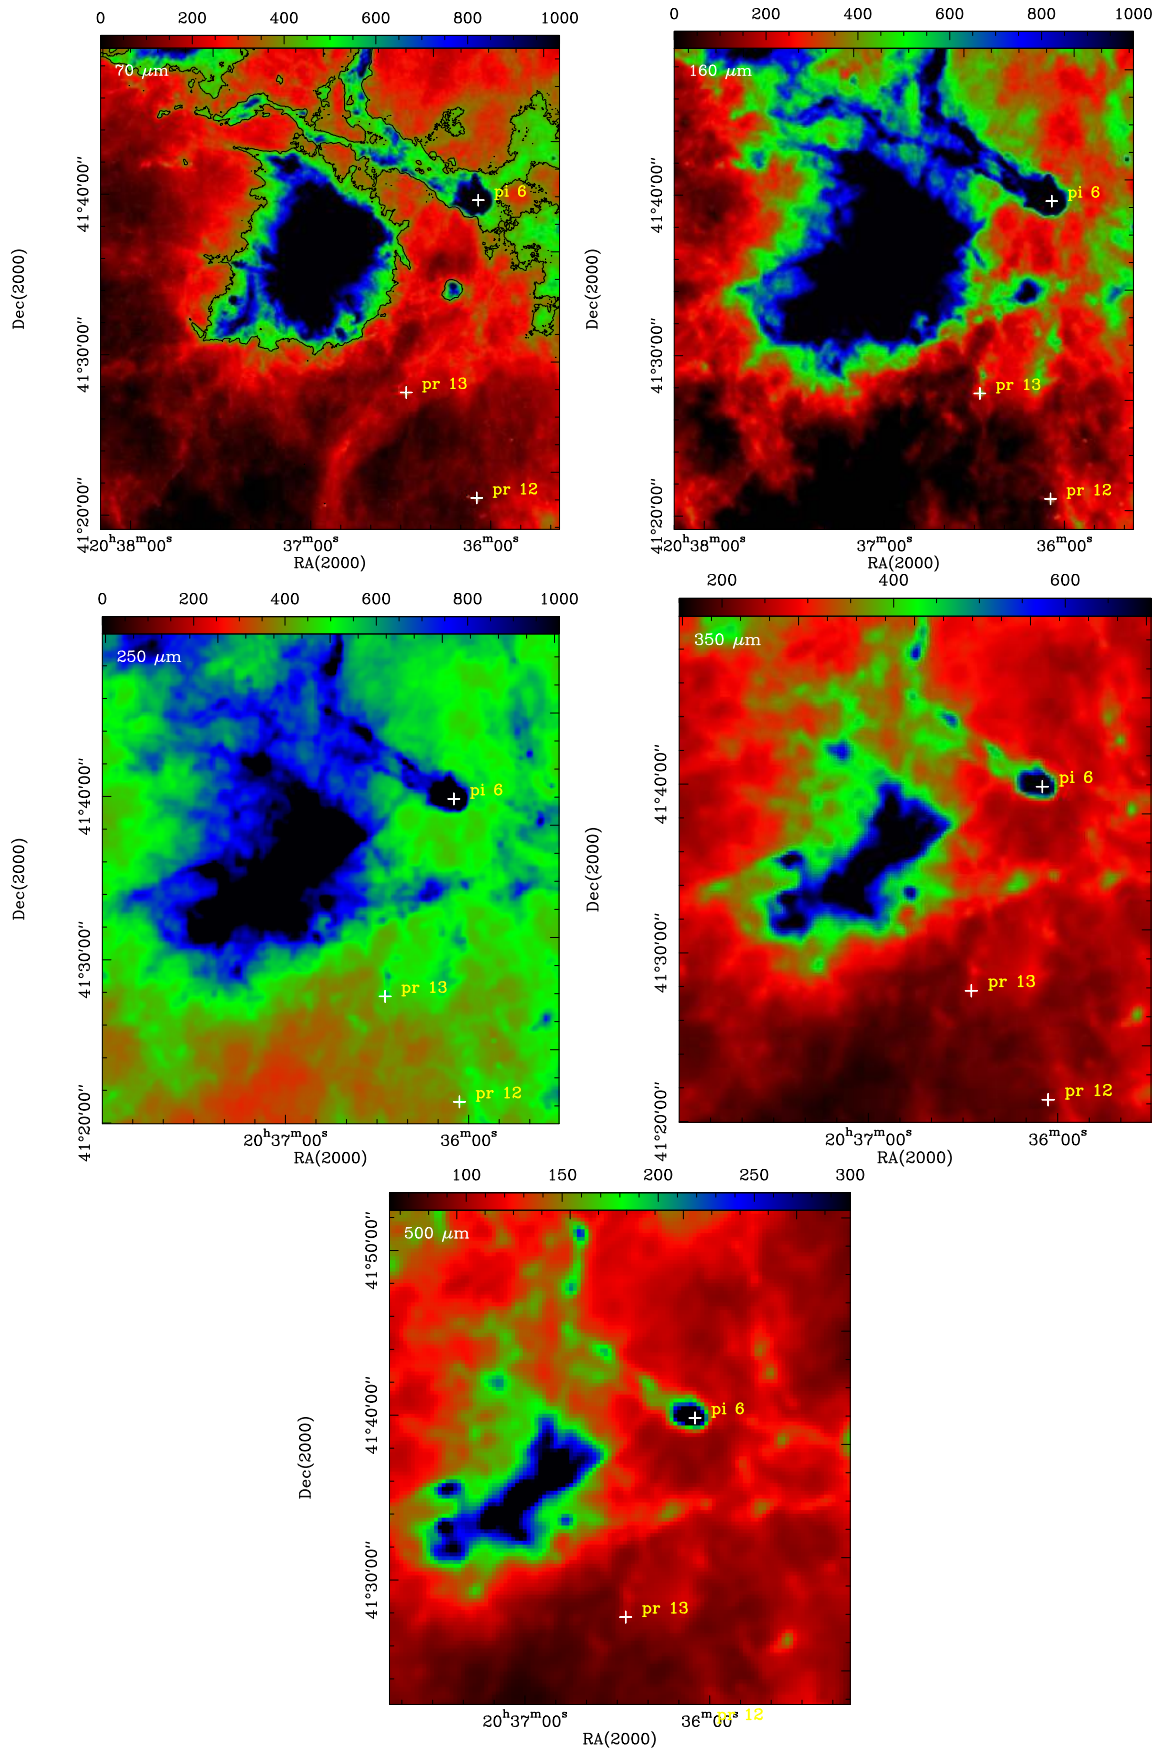 0 200 400 600 800 1000
70 μm
pi 6
pr 13
pr 12
41°40'00''
41°30'00''
41°20'00''
Dec(2000)
20ʰ38ᵐ00ˢ 37ᵐ00ˢ 36ᵐ00ˢ
RA(2000)
0 200 400 600 800 1000
160 μm
pi 6
pr 13
pr 12
41°40'00''
41°30'00''
41°20'00''
Dec(2000)
20ʰ38ᵐ00ˢ 37ᵐ00ˢ 36ᵐ00ˢ
RA(2000)
0 200 400 600 800 1000
250 μm
pi 6
pr 13
pr 12
41°40'00''
41°30'00''
41°20'00''
Dec(2000)
20ʰ37ᵐ00ˢ 36ᵐ00ˢ
RA(2000)
200 400 600
350 μm
pi 6
pr 13
pr 12
41°40'00''
41°30'00''
41°20'00''
Dec(2000)
20ʰ37ᵐ00ˢ 36ᵐ00ˢ
RA(2000)
100 150 200 250 300
500 μm
pi 6
pr 13
41°50'00''
41°40'00''
41°30'00''
Dec(2000)
20ʰ37ᵐ00ˢ 36ᵐ00ˢ
pr 12
RA(2000)